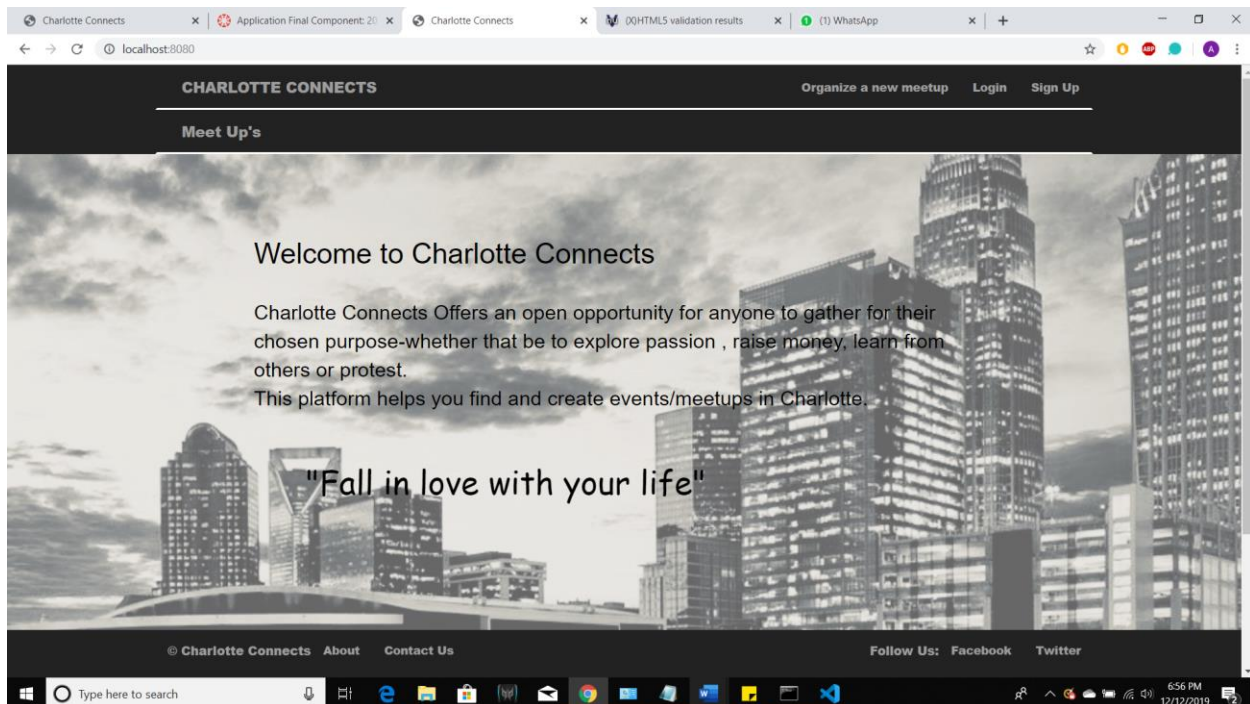 Charlotte Connects
Application Final Component: 20
Charlotte Connects
(X)HTML5 validation results
(1) WhatsApp
localhost:8080
ABP
A
CHARLOTTE CONNECTS
Organize a new meetup
Login
Sign Up
Meet Up's
Welcome to Charlotte Connects
Charlotte Connects Offers an open opportunity for anyone to gather for their
chosen purpose-whether that be to explore passion , raise money, learn from
others or protest.
This platform helps you find and create events/meetups in Charlotte.
"Fall in love with your life"
© Charlotte Connects
About
Contact Us
Follow Us:
Facebook
Twitter
Type here to search
6:56 PM
12/12/2019
2